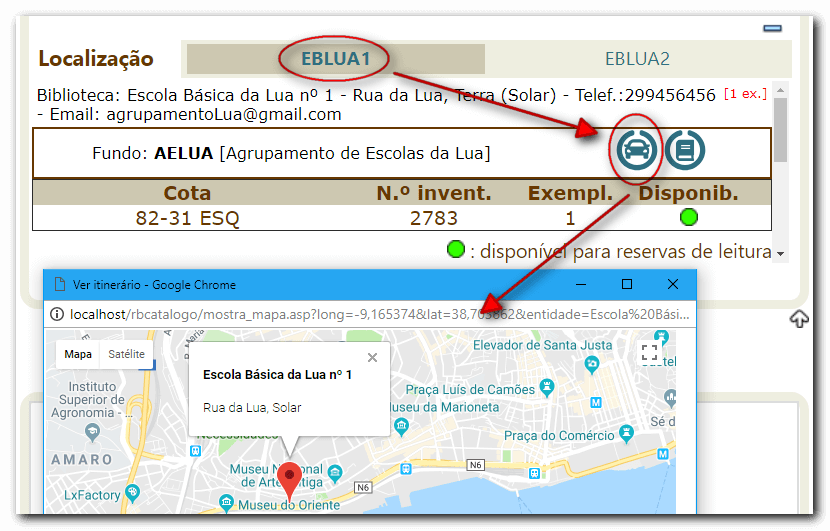 Localização EBLUA1 EBLUA2
Biblioteca: Escola Básica da Lua nº 1 - Rua da Lua, Terra (Solar) - Telef.:299456456 [1 ex.]
- Email: agrupamentoLua@gmail.com
Fundo: AELUA [Agrupamento de Escolas da Lua]
Cota N.º invent. Exempl. Disponib.
82-31 ESQ 2783 1
: disponível para reservas de leitura
Ver itinerário - Google Chrome
localhost/rbcatalogo/mostra_mapa.asp?long=-9,165374&lat=38,703862&entidade=Escola%20Bási...
Mapa Satélite
Elevador de Santa Justa
Escola Básica da Lua nº 1
Rua da Lua, Solar
Instituto
Superior de
Agronomia - ...
Praça Luís de Camões
Museu da Marioneta
Praça do Comércio
Sé d
Necessidades
AMARO
Museu Nacional
de Arte Antiga
N6
N6
LxFactory
Museu do Oriente